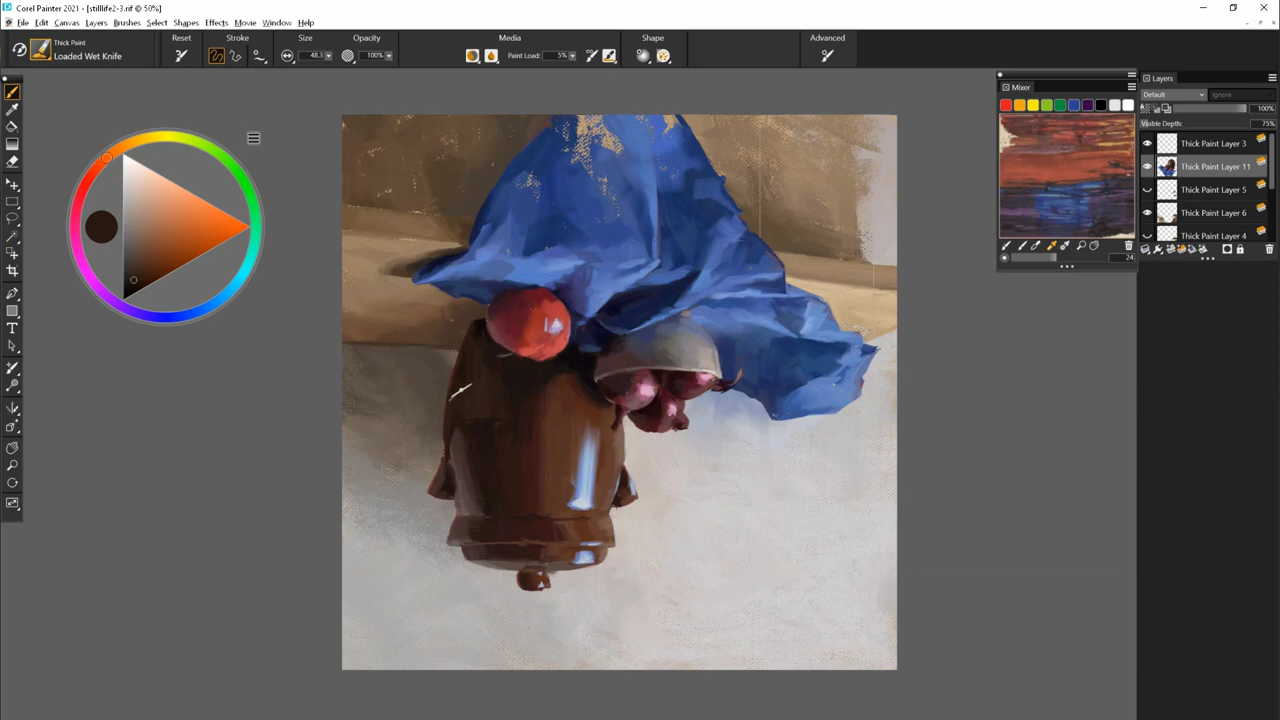 Corel Painter 2021 - [stilllife2-3.rif @ 50%]
File Edit Canvas Layers Brushes Select Shapes Effects Movie Window Help
Thick Paint
Loaded Wet Knife
Reset
Stroke
Size
48.3
Opacity
100%
Media
Paint Load: 5%
Shape
Advanced
Mixer
24
Layers
Default
Ignore
100%
Visible Depth: 75%
Thick Paint Layer 3
Thick Paint Layer 11
Thick Paint Layer 5
Thick Paint Layer 6
Thick Paint Layer 4